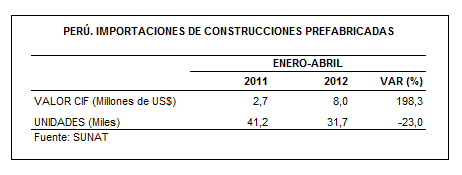 PERÚ. IMPORTACIONES DE CONSTRUCCIONES PREFABRICADAS
ENERO-ABRIL
2011 2012 VAR (%)
VALOR CIF (Millones de US$) 2,7 8,0 198,3
UNIDADES (Miles) 41,2 31,7 -23,0
Fuente: SUNAT